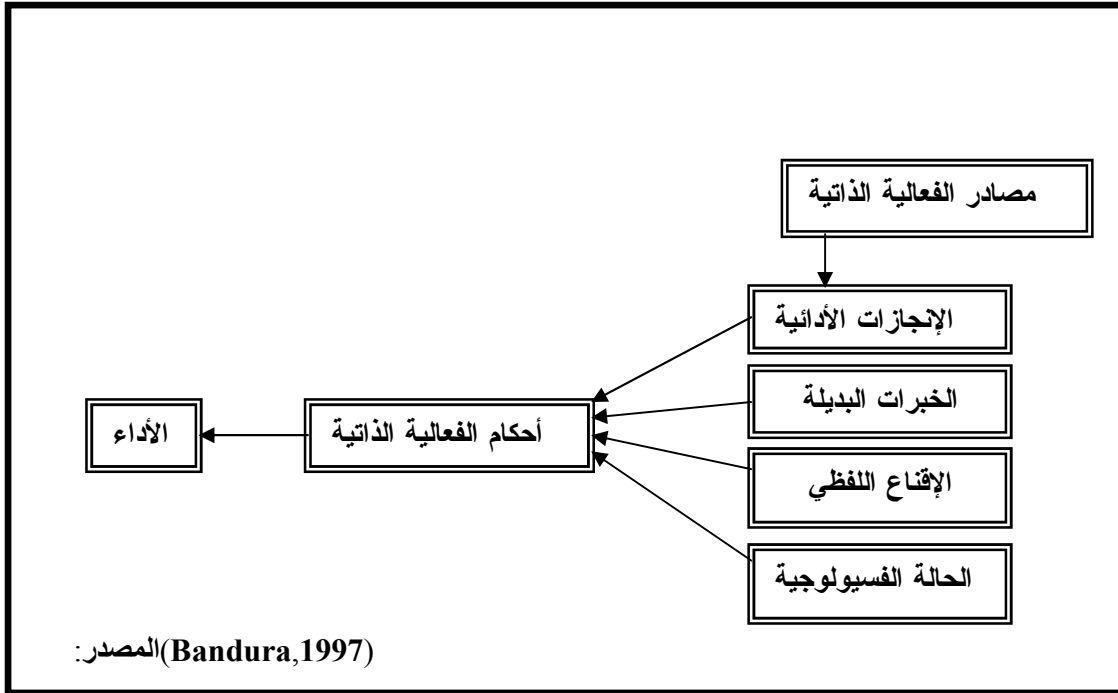 مصادر الفعالية الذاتية
الإنجازات الأدائية
الخبرات البديلة
الإقناع اللفظي
الحالة الفسيولوجية
أحكام الفعالية الذاتية
الأداء
المصدر:(Bandura,1997)